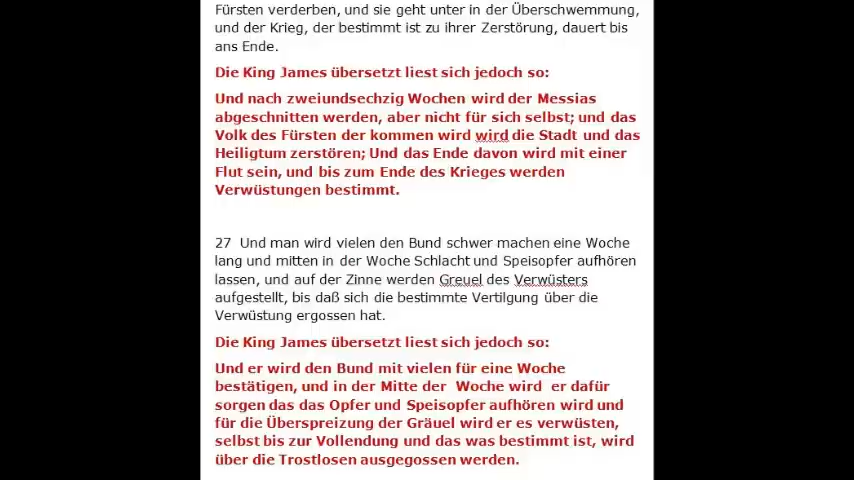 Fürsten verderben, und sie geht unter in der Überschwemmung,
und der Krieg, der bestimmt ist zu ihrer Zerstörung, dauert bis
ans Ende.
Die King James übersetzt liest sich jedoch so:
Und nach zweiundsechzig Wochen wird der Messias
abgeschnitten werden, aber nicht für sich selbst; und das
Volk des Fürsten der kommen wird wird die Stadt und das
Heiligtum zerstören; Und das Ende davon wird mit einer
Flut sein, und bis zum Ende des Krieges werden
Verwüstungen bestimmt.
27  Und man wird vielen den Bund schwer machen eine Woche
lang und mitten in der Woche Schlacht und Speisopfer aufhören
lassen, und auf der Zinne werden Greuel des Verwüsters
aufgestellt, bis daß sich die bestimmte Vertilgung über die
Verwüstung ergossen hat.
Die King James übersetzt liest sich jedoch so:
Und er wird den Bund mit vielen für eine Woche
bestätigen, und in der Mitte der  Woche wird  er dafür
sorgen das das Opfer und Speisopfer aufhören wird und
für die Überspreizung der Gräuel wird er es verwüsten,
selbst bis zur Vollendung und das was bestimmt ist, wird
über die Trostlosen ausgegossen werden.